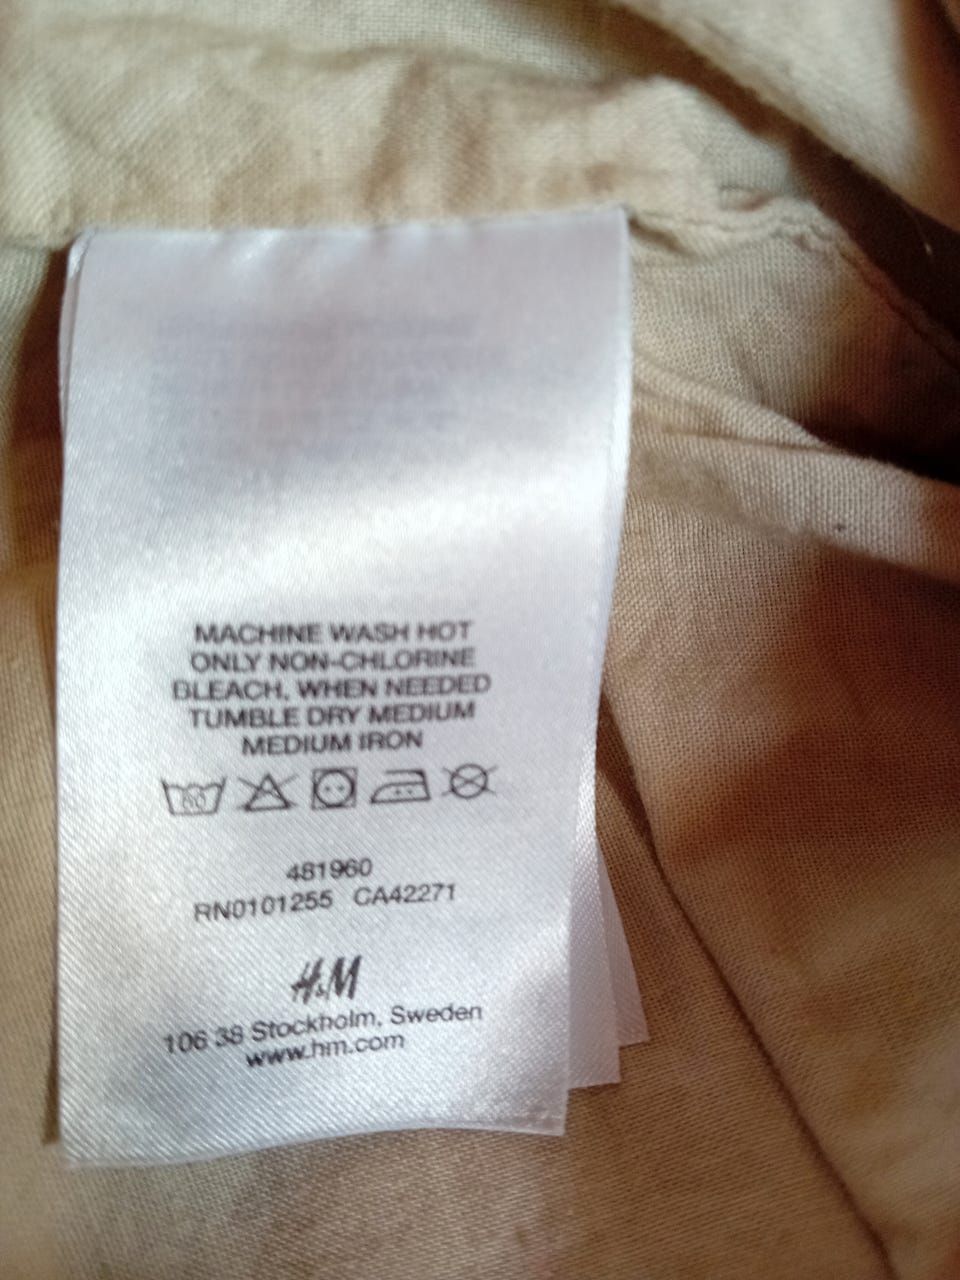 MACHINE WASH HOT
ONLY NON-CHLORINE
BLEACH. WHEN NEEDED
TUMBLE DRY MEDIUM
MEDIUM IRON
60
481960
RN0101255 CA42271
H&M
106 38 Stockholm, Sweden
www.hm.com